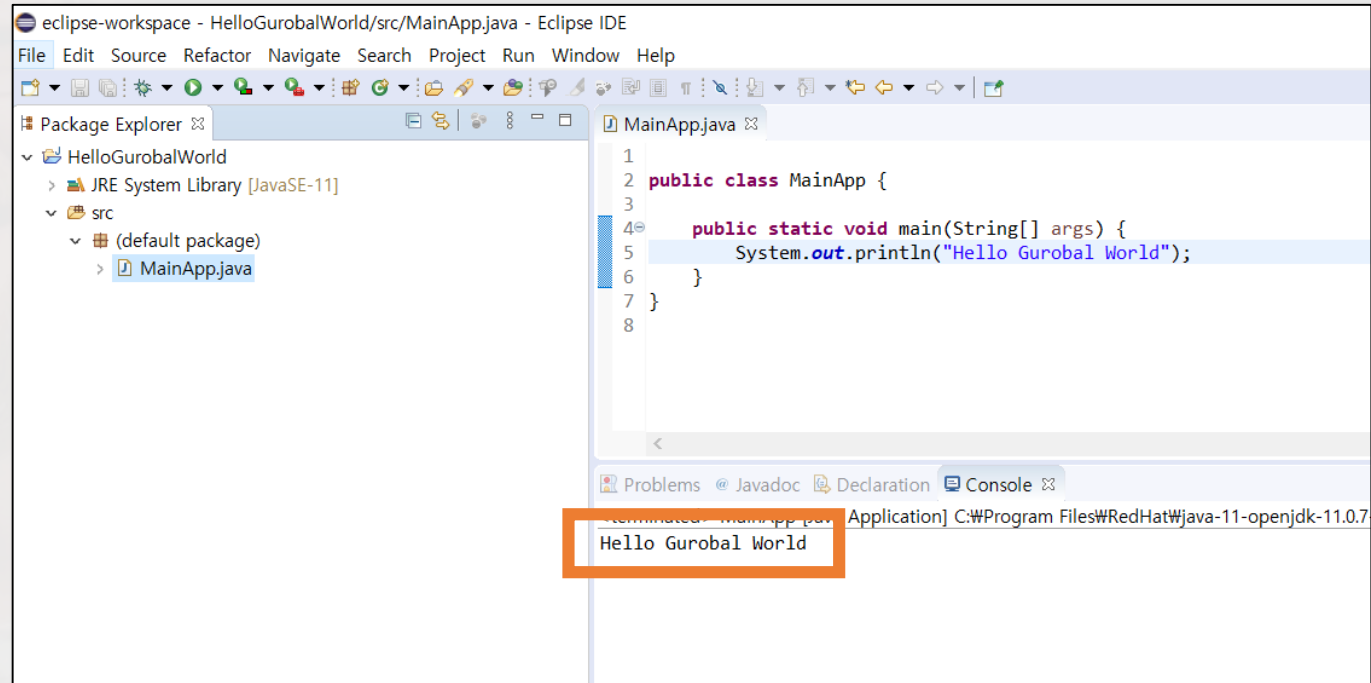 eclipse-workspace - HelloGurobalWorld/src/MainApp.java - Eclipse IDE
File Edit Source Refactor Navigate Search Project Run Window Help
Package Explorer
HelloGurobalWorld
JRE System Library [JavaSE-11]
src
(default package)
MainApp.java
MainApp.java
1
2 public class MainApp {
3
4 public static void main(String[] args) {
5 System.out.println("Hello Gurobal World");
6 }
7 }
8
Problems @ Javadoc Declaration Console
<terminated> MainApp [Java Application] C:₩Program Files₩RedHat₩java-11-openjdk-11.0.7-
Hello Gurobal World